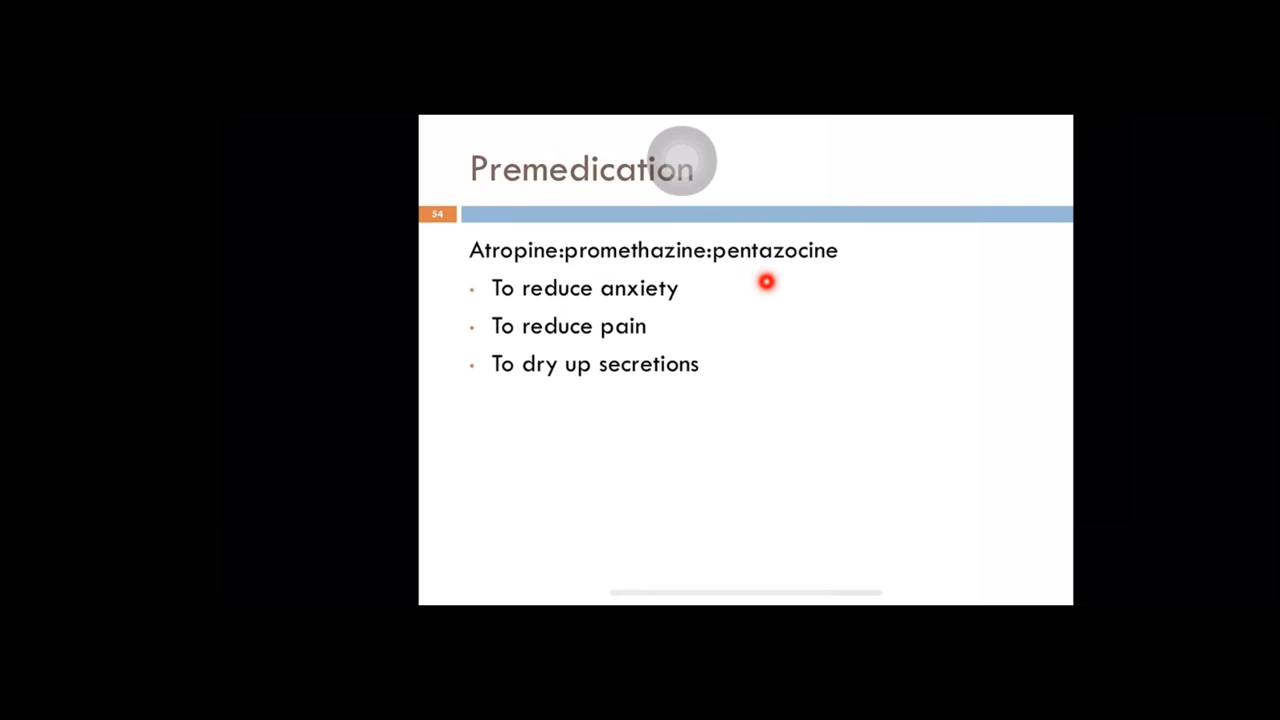 Premedication
54
Atropine:promethazine:pentazocine
• To reduce anxiety
• To reduce pain
• To dry up secretions